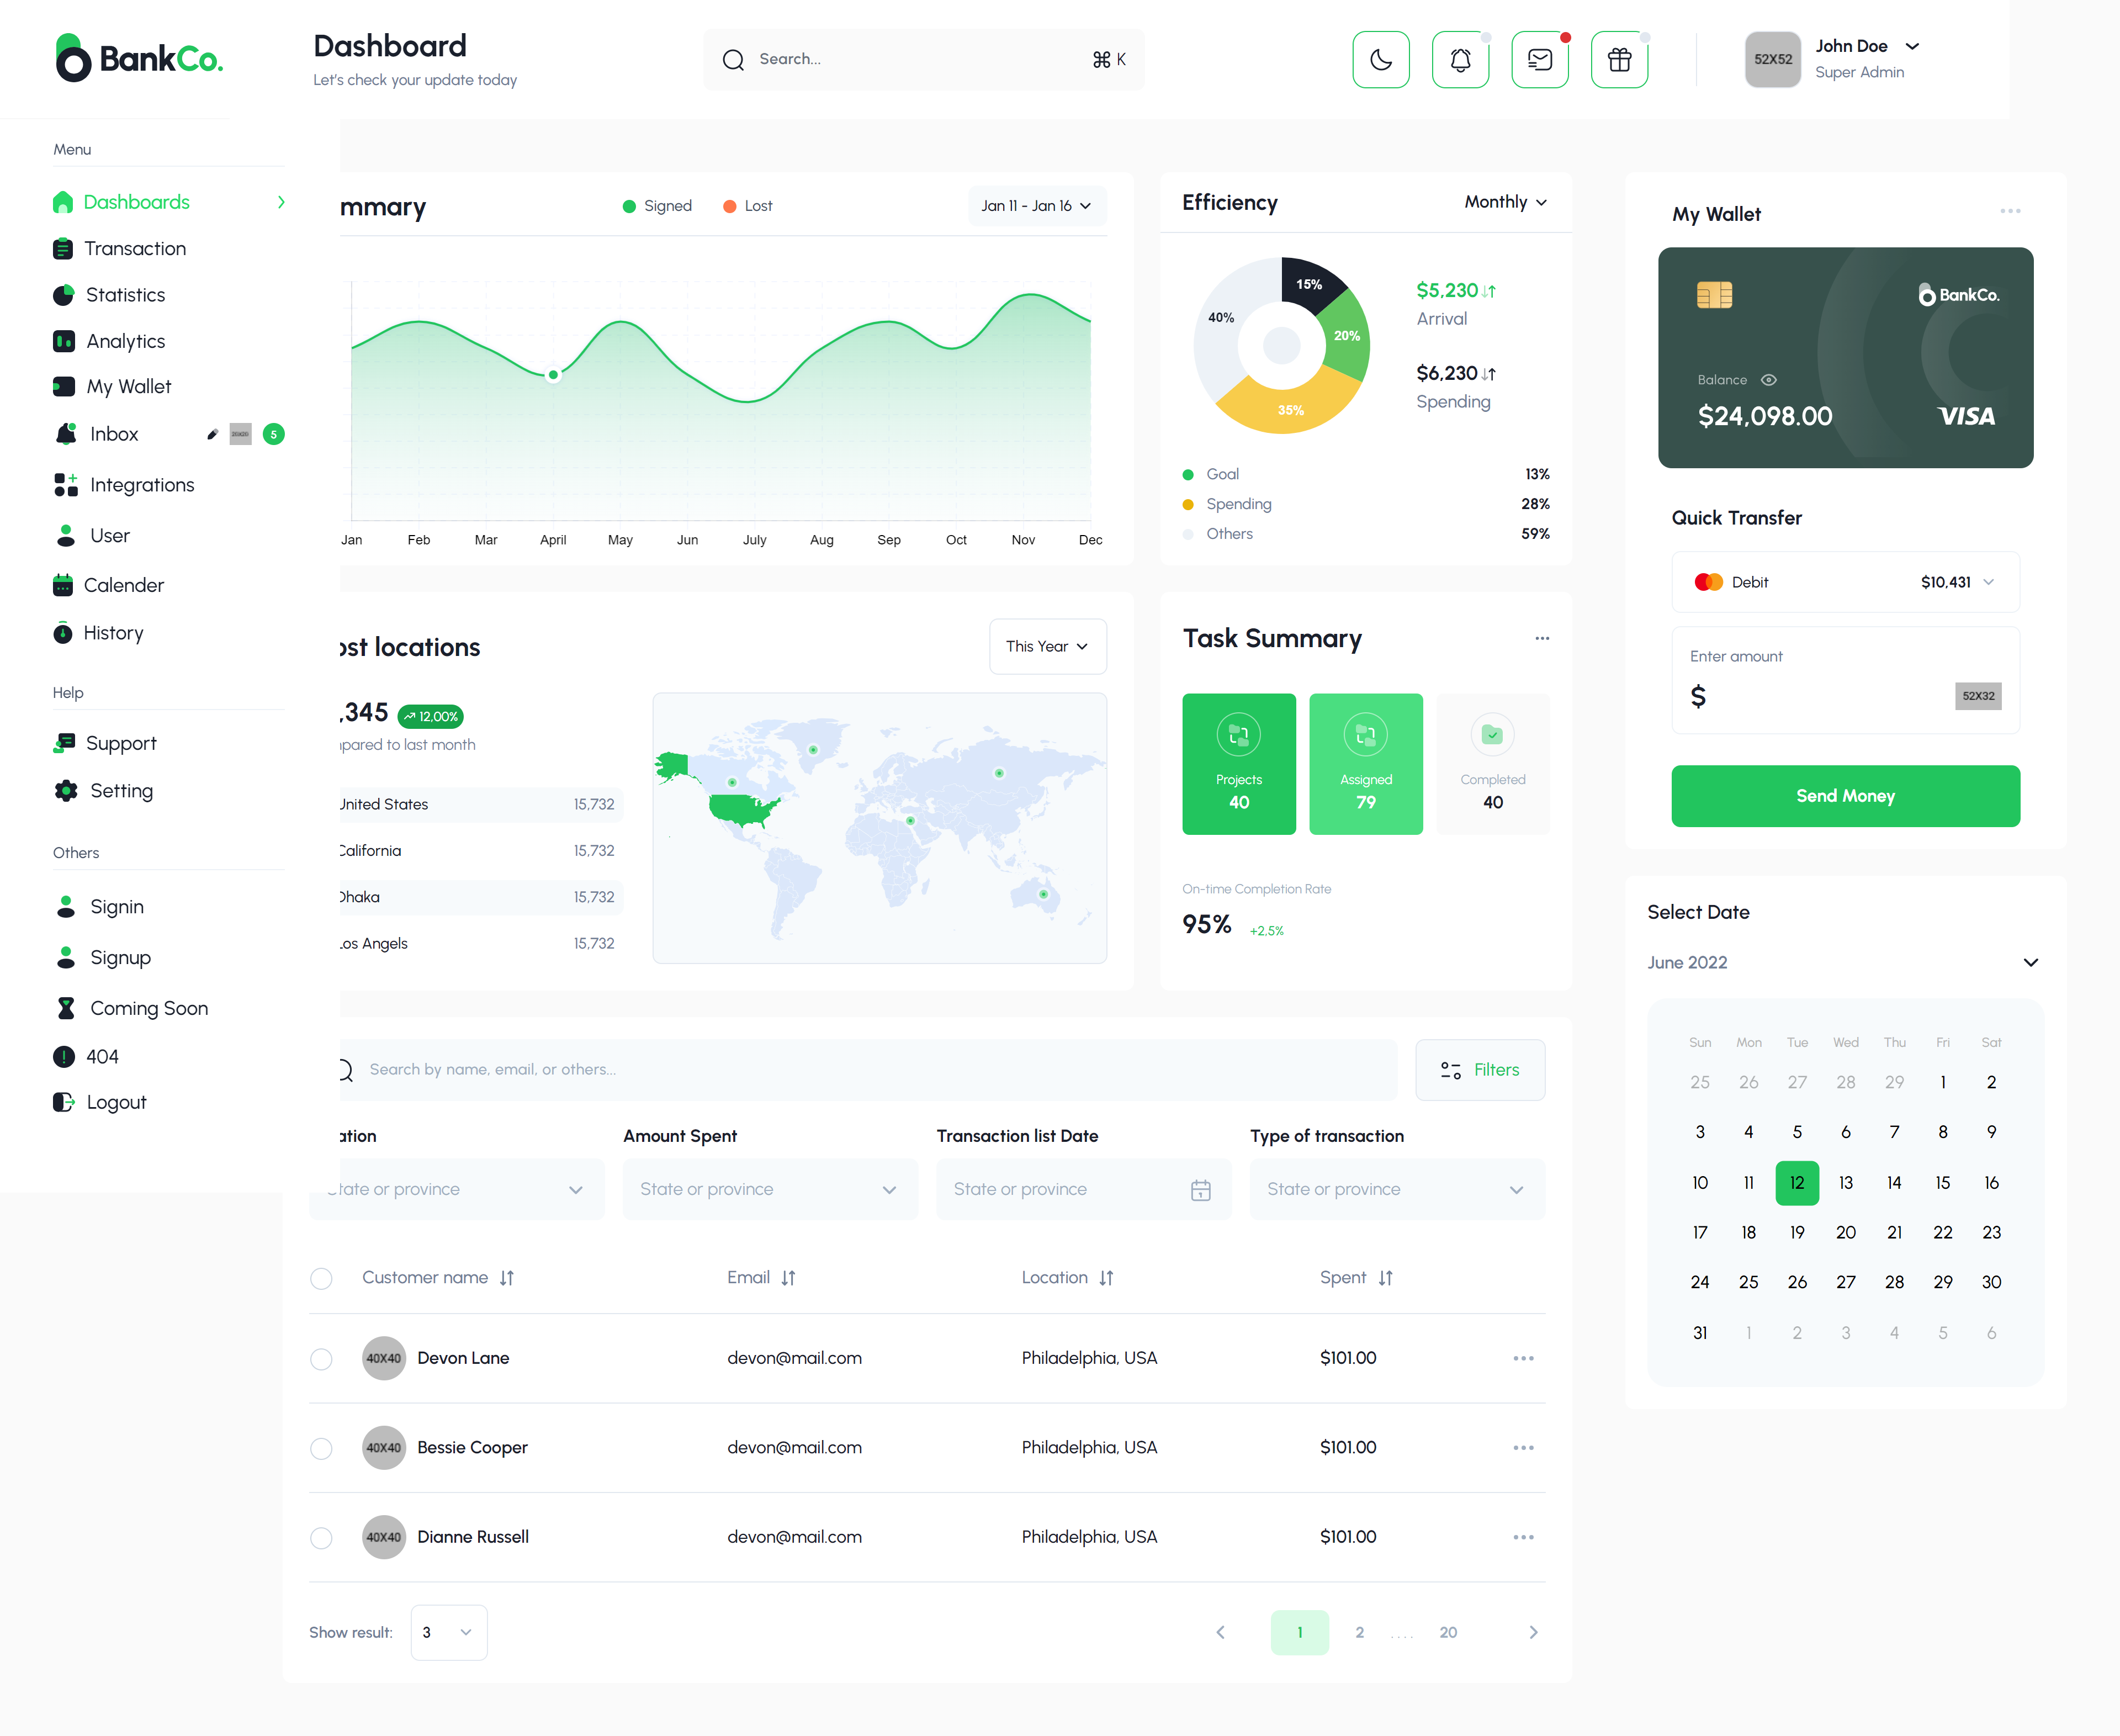 BankCo.
Dashboard
Let's check your update today
Search...
⌘ K
52X52
John Doe
Super Admin
Menu
Dashboards
Transaction
Statistics
Analytics
My Wallet
Inbox
5
Integrations
User
Calender
History
Help
Support
Setting
Others
Signin
Signup
Coming Soon
404
Logout
mmary
Signed
Lost
Jan 11 - Jan 16
Jan Feb Mar April May Jun July Aug Sep Oct Nov Dec
Efficiency
Monthly
15%
20%
35%
40%
$5,230
Arrival
$6,230
Spending
Goal 13%
Spending 28%
Others 59%
My Wallet
BankCo.
Balance
$24,098.00
VISA
Quick Transfer
Debit $10,431
Enter amount
$
52X32
Send Money
ost locations
This Year
,345
12,00%
pared to last month
United States 15,732
California 15,732
Dhaka 15,732
Los Angels 15,732
Task Summary
Projects
40
Assigned
79
Completed
40
On-time Completion Rate
95% +2.5%
Select Date
June 2022
Sun Mon Tue Wed Thu Fri Sat
25 26 27 28 29 1 2
3 4 5 6 7 8 9
10 11 12 13 14 15 16
17 18 19 20 21 22 23
24 25 26 27 28 29 30
31 1 2 3 4 5 6
Search by name, email, or others...
Filters
ation
Amount Spent
Transaction list Date
Type of transaction
State or province
State or province
State or province
State or province
Customer name Email Location Spent
40X40 Devon Lane devon@mail.com Philadelphia, USA $101.00
40X40 Bessie Cooper devon@mail.com Philadelphia, USA $101.00
40X40 Dianne Russell devon@mail.com Philadelphia, USA $101.00
Show result: 3
1 2 .... 20